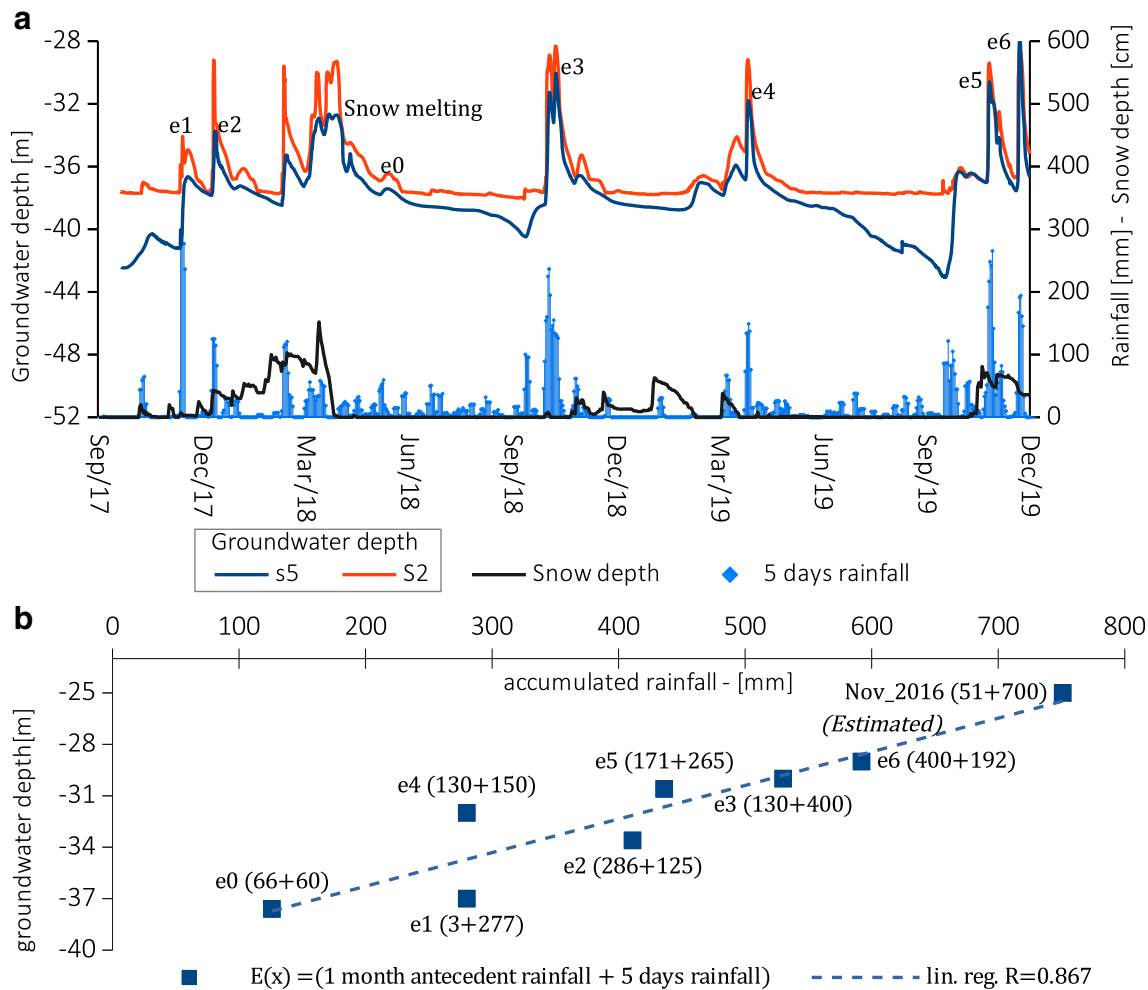 a
Groundwater depth [m]
-28
-32
-36
-40
-44
-48
-52
Rainfall [mm] - Snow depth [cm]
600
500
400
300
200
100
0
e1
e2
Snow melting
e0
e3
e4
e5
e6
Sep/17
Dec/17
Mar/18
Jun/18
Sep/18
Dec/18
Mar/19
Jun/19
Sep/19
Dec/19
Groundwater depth
s5 S2 Snow depth 5 days rainfall
b
0 100 200 300 400 500 600 700 800
accumulated rainfall - [mm]
groundwater depth[m]
-25
-28
-31
-34
-37
-40
Nov_2016 (51+700)
(Estimated)
e5 (171+265)
e6 (400+192)
e4 (130+150)
e3 (130+400)
e2 (286+125)
e0 (66+60)
e1 (3+277)
E(x) =(1 month antecedent rainfall + 5 days rainfall) lin. reg. R=0.867